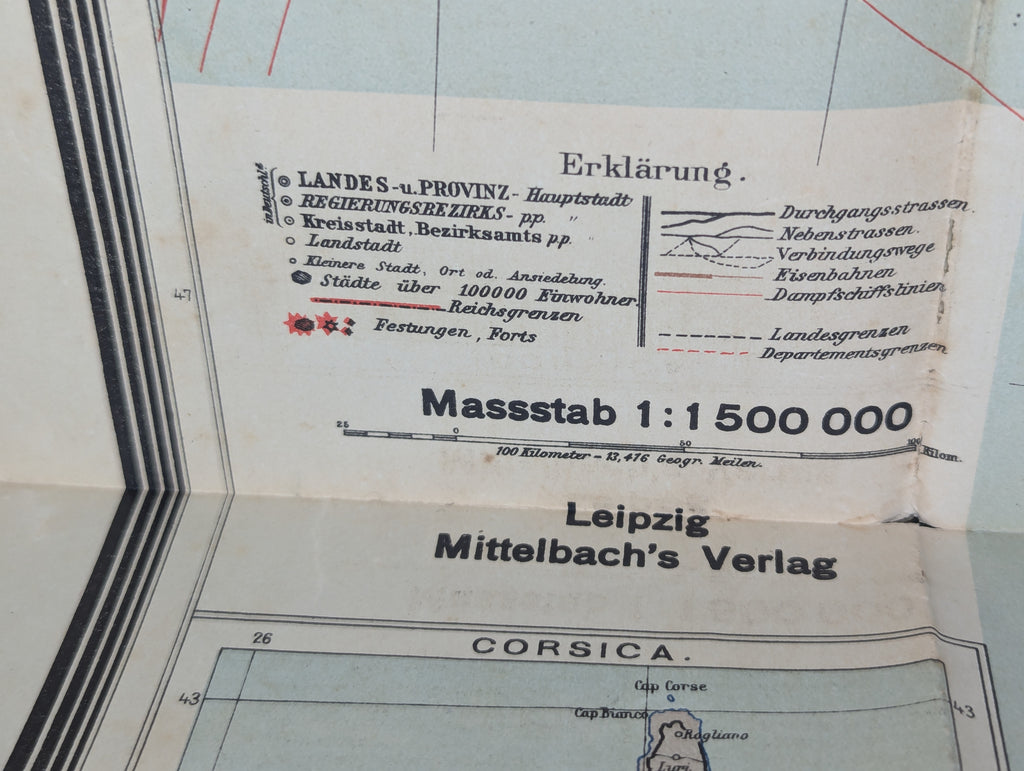 Erklärung.
in Deutschl'd
LANDES-u. PROVINZ-Hauptstadt
REGIERUNGSBEZIRKS- pp. "
Kreisstadt, Bezirksamts pp. "
Landstadt
Kleinere Stadt, Ort od. Ansiedelung.
Städte über 100000 Einwohner
Reichsgrenzen
Festungen, Forts
Durchgangsstrassen.
Nebenstrassen.
Verbindungswege
Eisenbahnen
Dampfschiffslinien
Landesgrenzen
Departementsgrenzen
Massstab 1:1 500 000
25 0 50 100 Kilom.
100 Kilometer = 13,476 Geogr. Meilen.
Leipzig
Mittelbach's Verlag
CORSICA.
26
43 43
Cap Corse
Cap Bianco
Rogliano
Luri